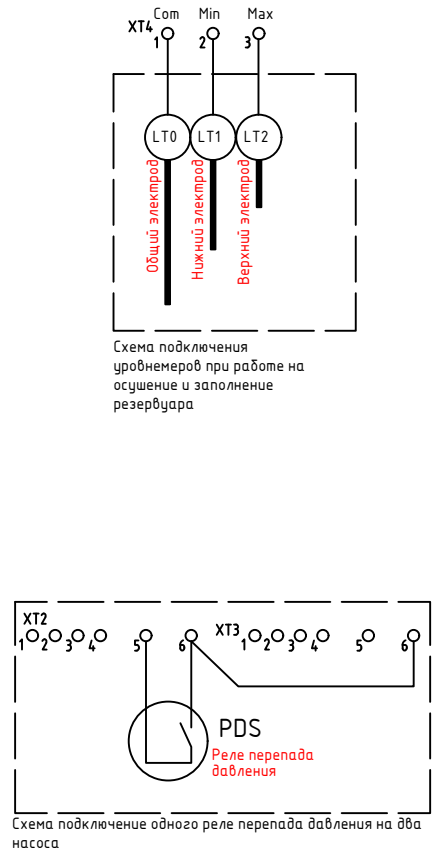 Com Min Max
XT4
1 2 3
LT0 LT1 LT2
Общий электрод
Нижний электрод
Верхний электрод
Схема подключения
уровнемеров при работе на
осушение и заполнение
резервуара
XT2 XT3
1 2 3 4 5 6 1 2 3 4 5 6
PDS
Реле перепада
давления
Схема подключение одного реле перепада давления на два
насоса